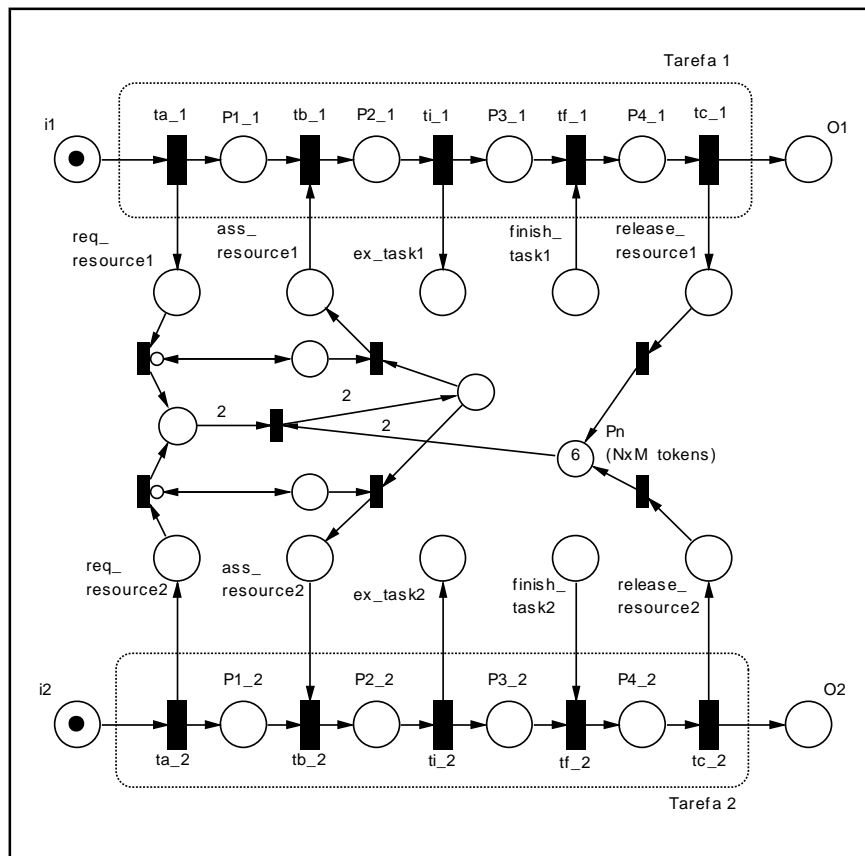 Tarefa 1
ta_1 P1_1 tb_1 P2_1 ti_1 P3_1 tf_1 P4_1 tc_1
i1
O1
req_
resource1
ass_
resource1
ex_task1
finish_
task1
release_
resource1
2
2
2
6
Pn
(NxM tokens)
req_
resource2
ass_
resource2
ex_task2
finish_
task2
release_
resource2
i2
P1_2 P2_2 P3_2 P4_2
O2
ta_2 tb_2 ti_2 tf_2 tc_2
Tarefa 2